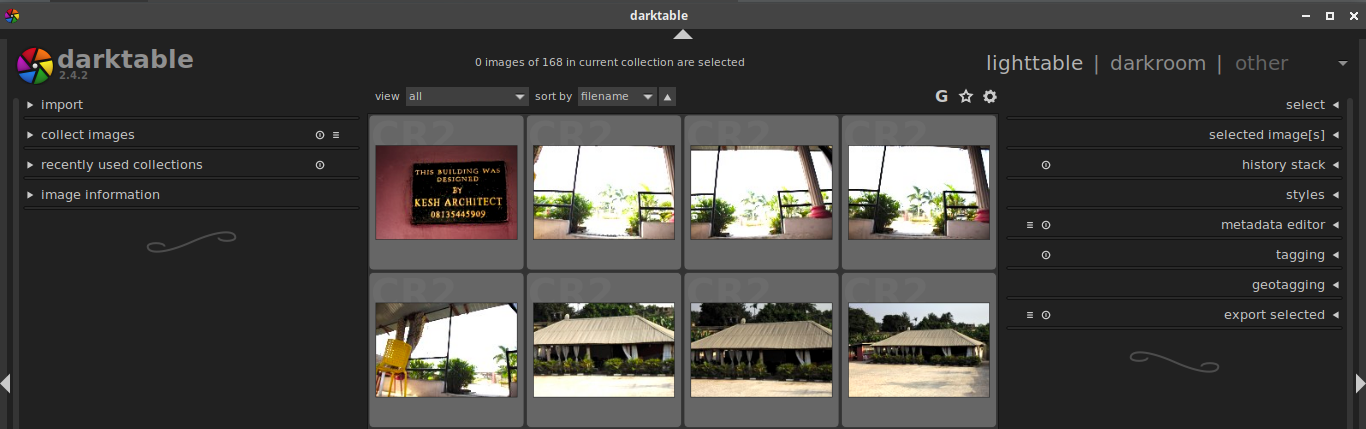 darktable
darktable
2.4.2
0 images of 168 in current collection are selected
lighttable | darkroom | other
view all sort by filename
G
import
collect images
recently used collections
image information
CR2 CR2 CR2 CR2
THIS BUILDING WAS
DESIGNED
BY
KESH ARCHITECT
08135445909
CR2 CR2 CR2 CR2
select
selected image[s]
history stack
styles
metadata editor
tagging
geotagging
export selected